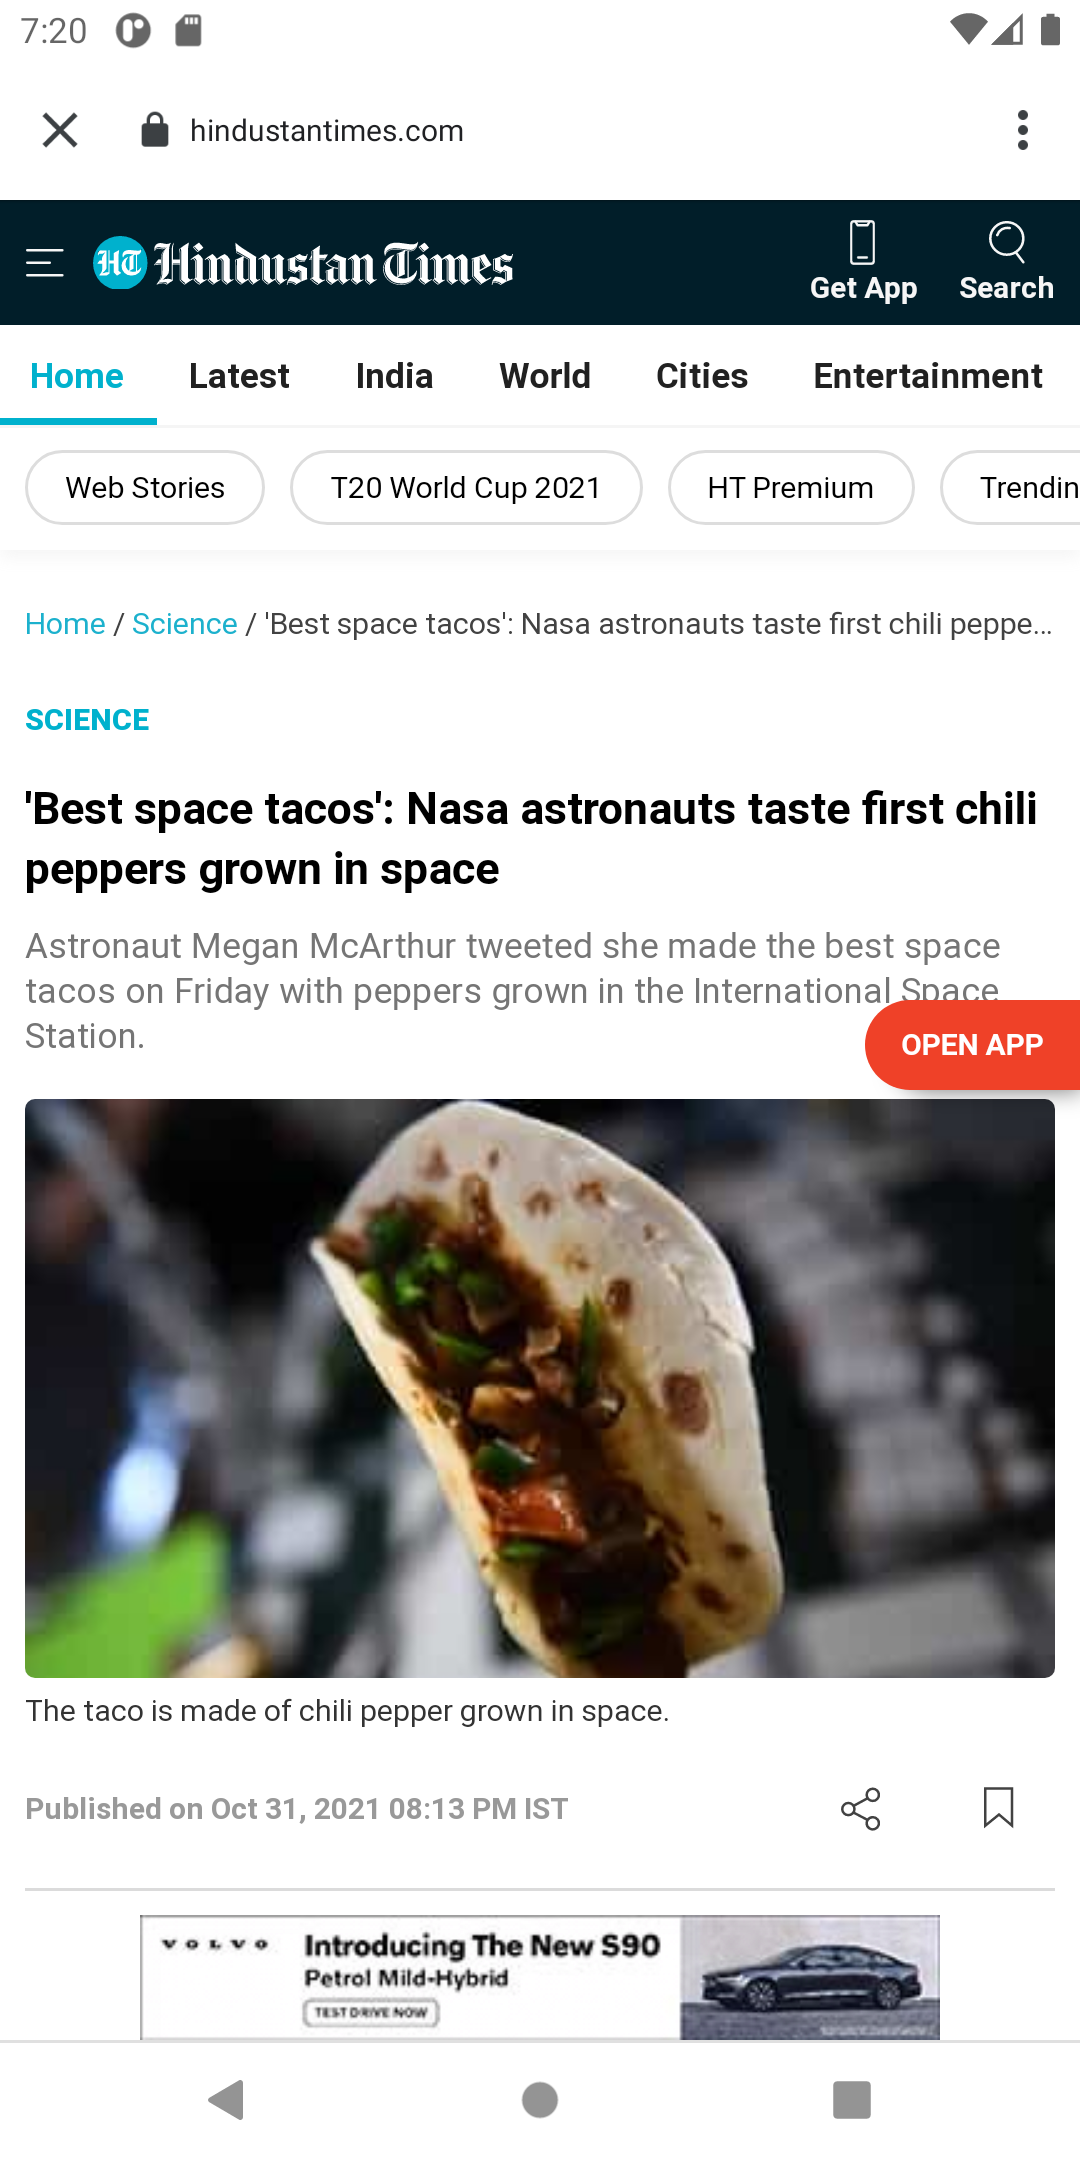 7:20
hindustantimes.com
HT Hindustan Times
Get App
Search
Home
Latest
India
World
Cities
Entertainment
Web Stories
T20 World Cup 2021
HT Premium
Trendin
Home / Science / 'Best space tacos': Nasa astronauts taste first chili peppe...
SCIENCE
'Best space tacos': Nasa astronauts taste first chili
peppers grown in space
Astronaut Megan McArthur tweeted she made the best space
tacos on Friday with peppers grown in the International Space
Station.
OPEN APP
The taco is made of chili pepper grown in space.
Published on Oct 31, 2021 08:13 PM IST
VOLVO
Introducing The New S90
Petrol Mild-Hybrid
TEST DRIVE NOW